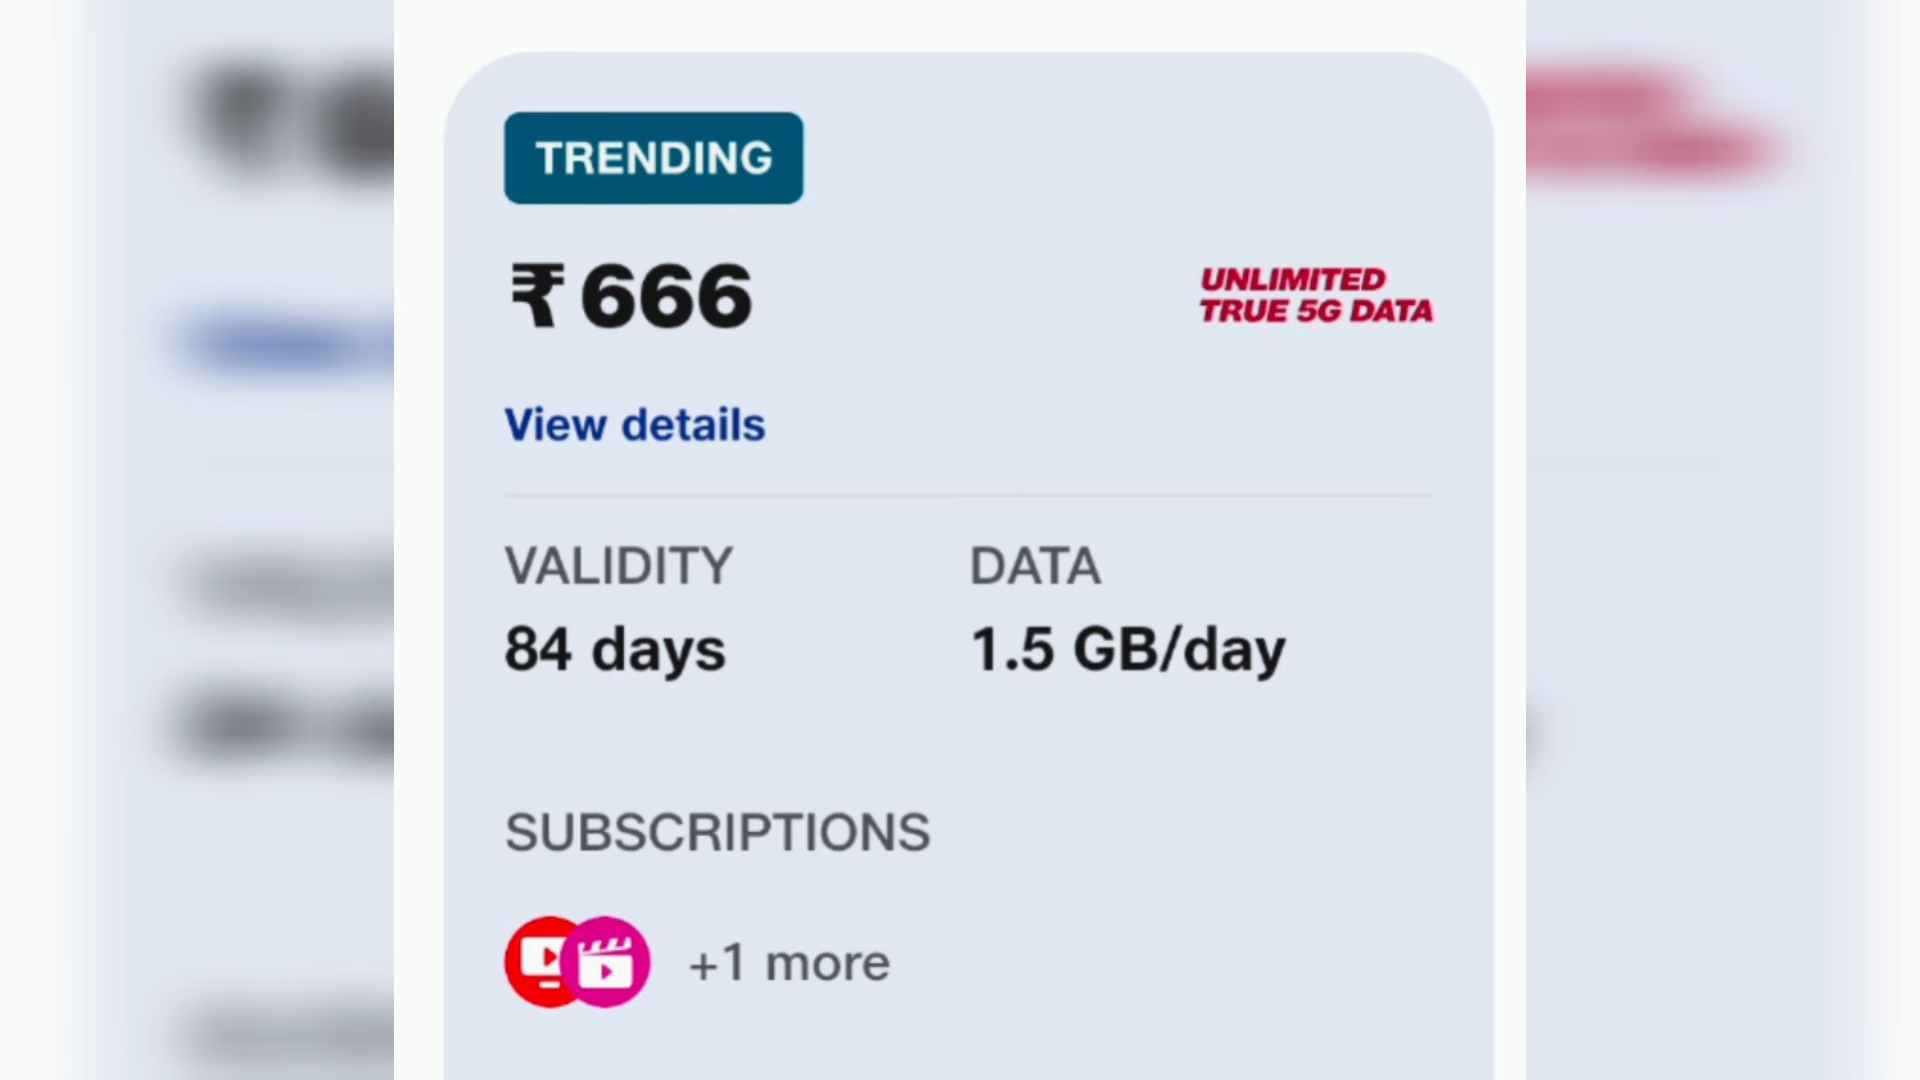 TRENDING
₹666
UNLIMITED
TRUE 5G DATA
View details
VALIDITY
DATA
84 days
1.5 GB/day
SUBSCRIPTIONS
+1 more